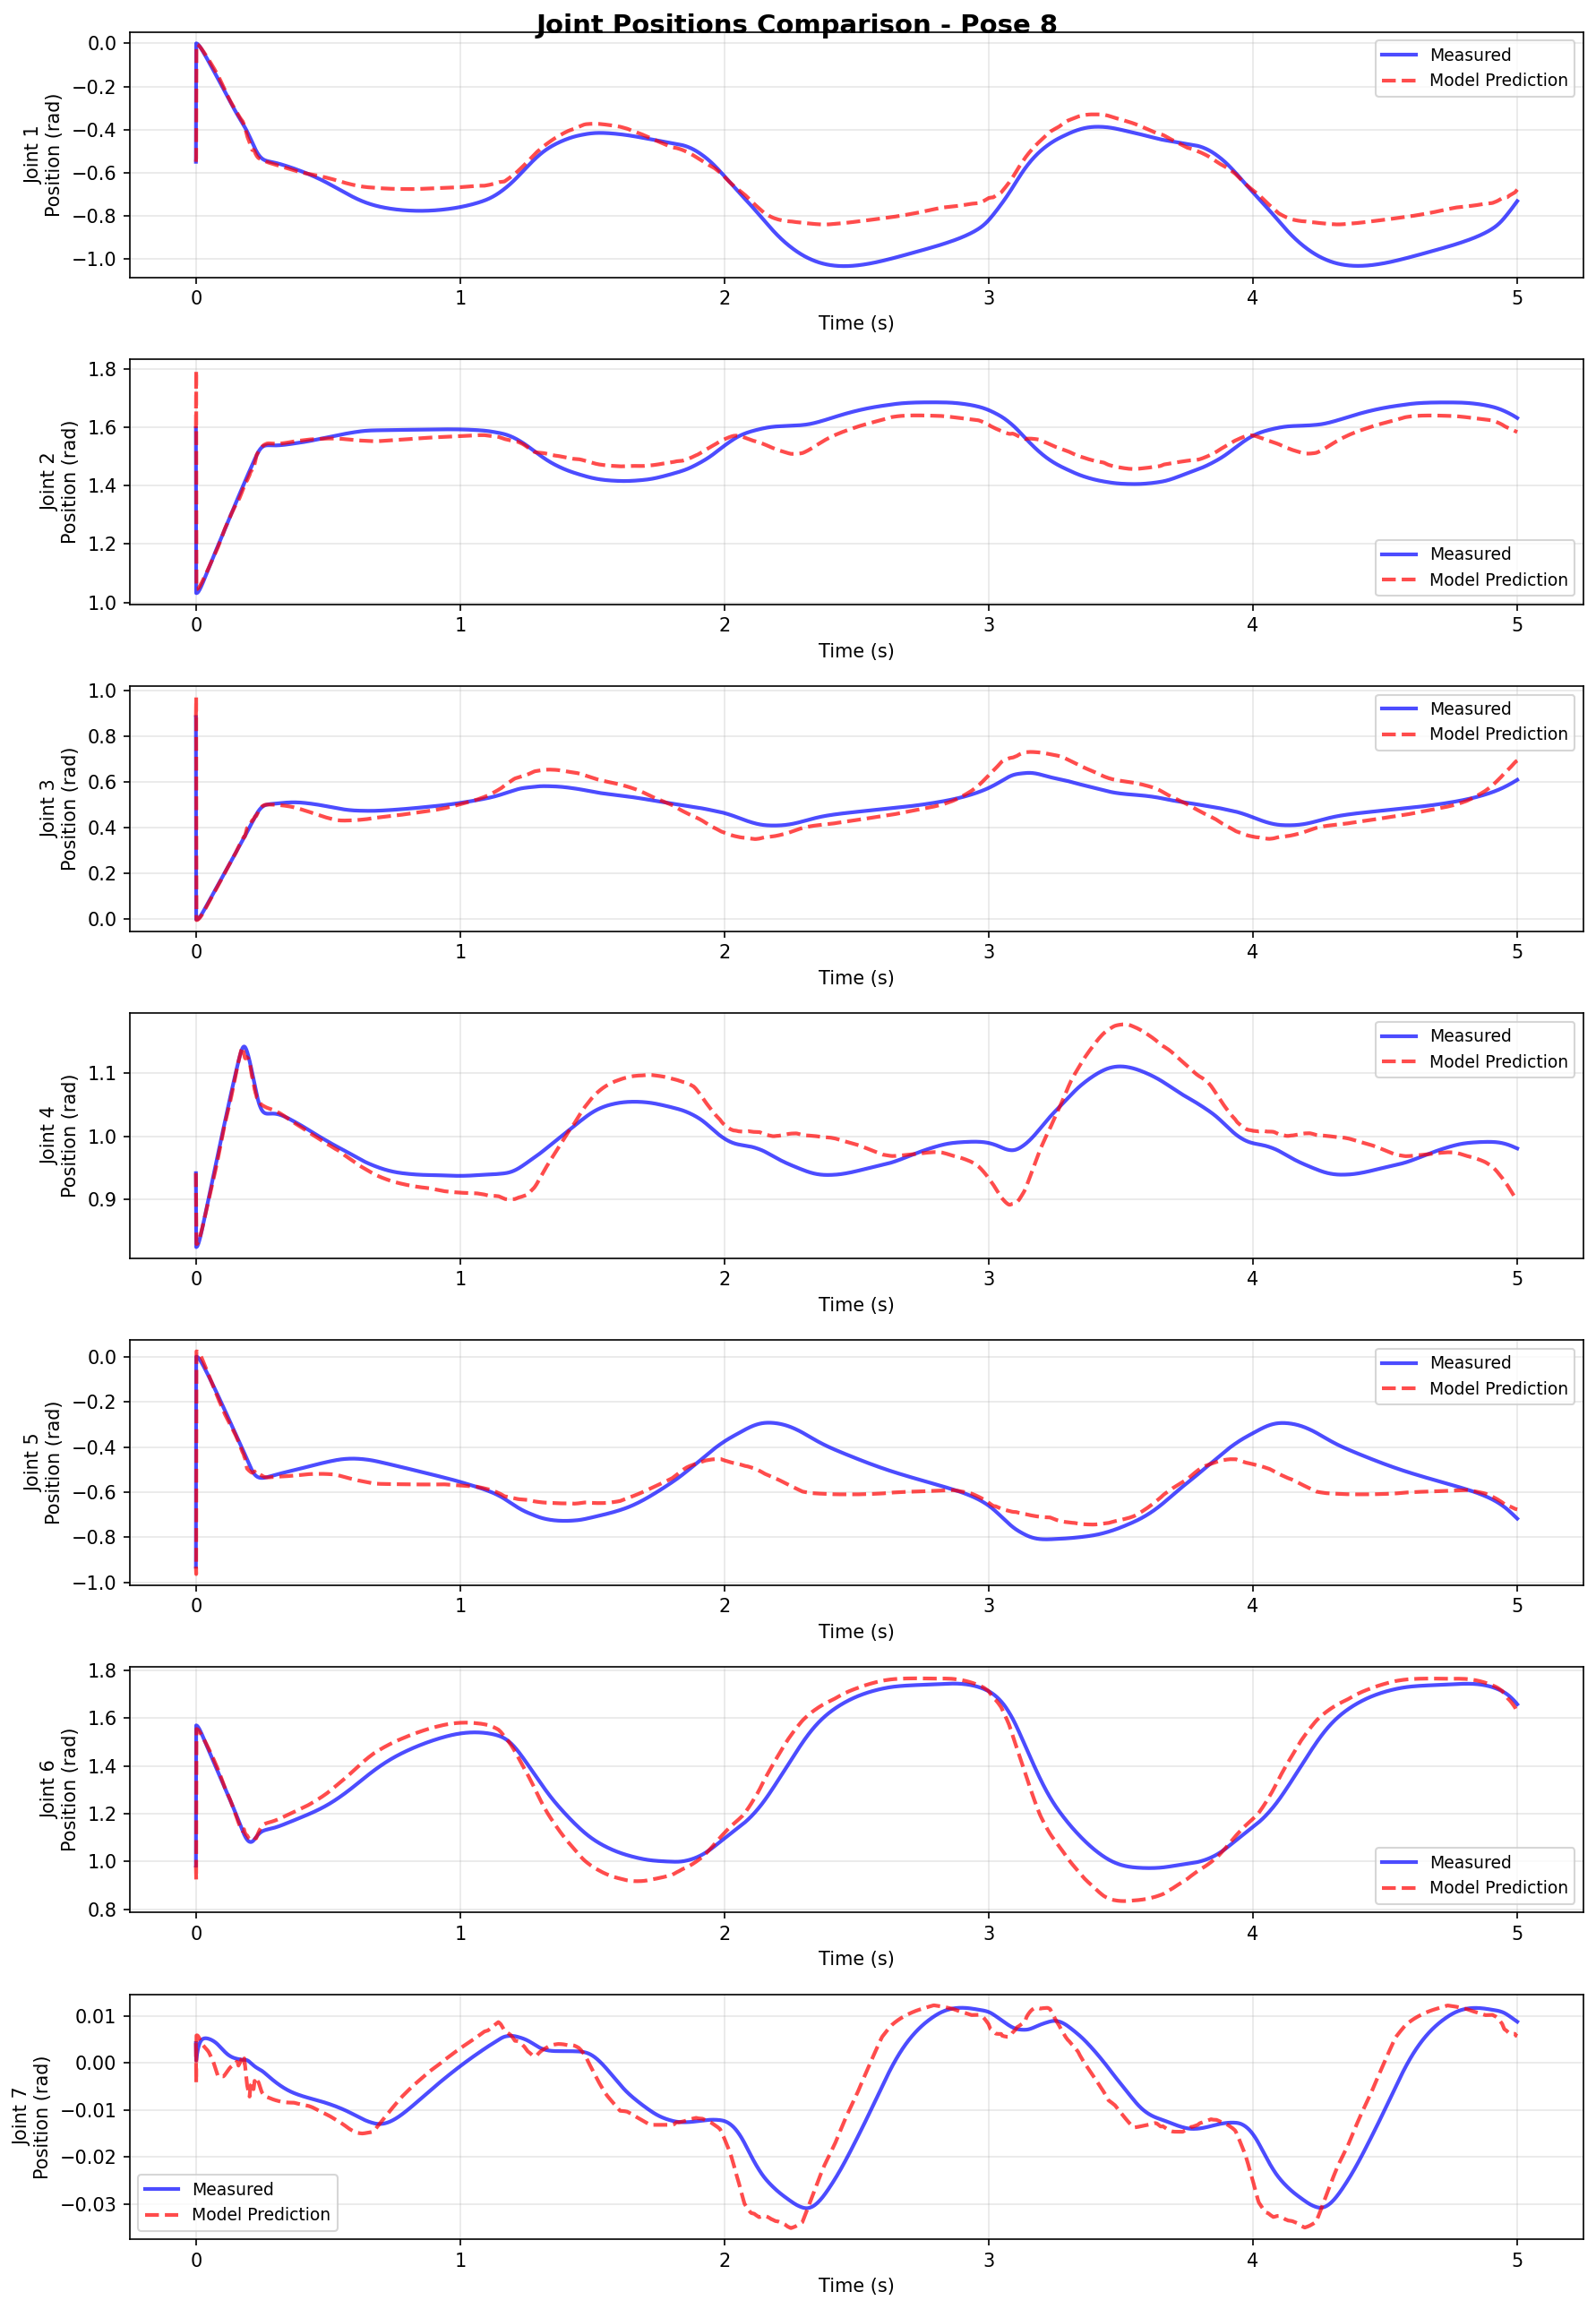 Joint Positions Comparison - Pose 8
Joint 1
Position (rad)
0.0
−0.2
−0.4
−0.6
−0.8
−1.0
Measured
Model Prediction
0 1 2 3 4 5
Time (s)
Joint 2
Position (rad)
1.8
1.6
1.4
1.2
1.0
Measured
Model Prediction
0 1 2 3 4 5
Time (s)
Joint 3
Position (rad)
1.0
0.8
0.6
0.4
0.2
0.0
Measured
Model Prediction
0 1 2 3 4 5
Time (s)
Joint 4
Position (rad)
1.1
1.0
0.9
Measured
Model Prediction
0 1 2 3 4 5
Time (s)
Joint 5
Position (rad)
0.0
−0.2
−0.4
−0.6
−0.8
−1.0
Measured
Model Prediction
0 1 2 3 4 5
Time (s)
Joint 6
Position (rad)
1.8
1.6
1.4
1.2
1.0
0.8
Measured
Model Prediction
0 1 2 3 4 5
Time (s)
Joint 7
Position (rad)
0.01
0.00
−0.01
−0.02
−0.03
Measured
Model Prediction
0 1 2 3 4 5
Time (s)